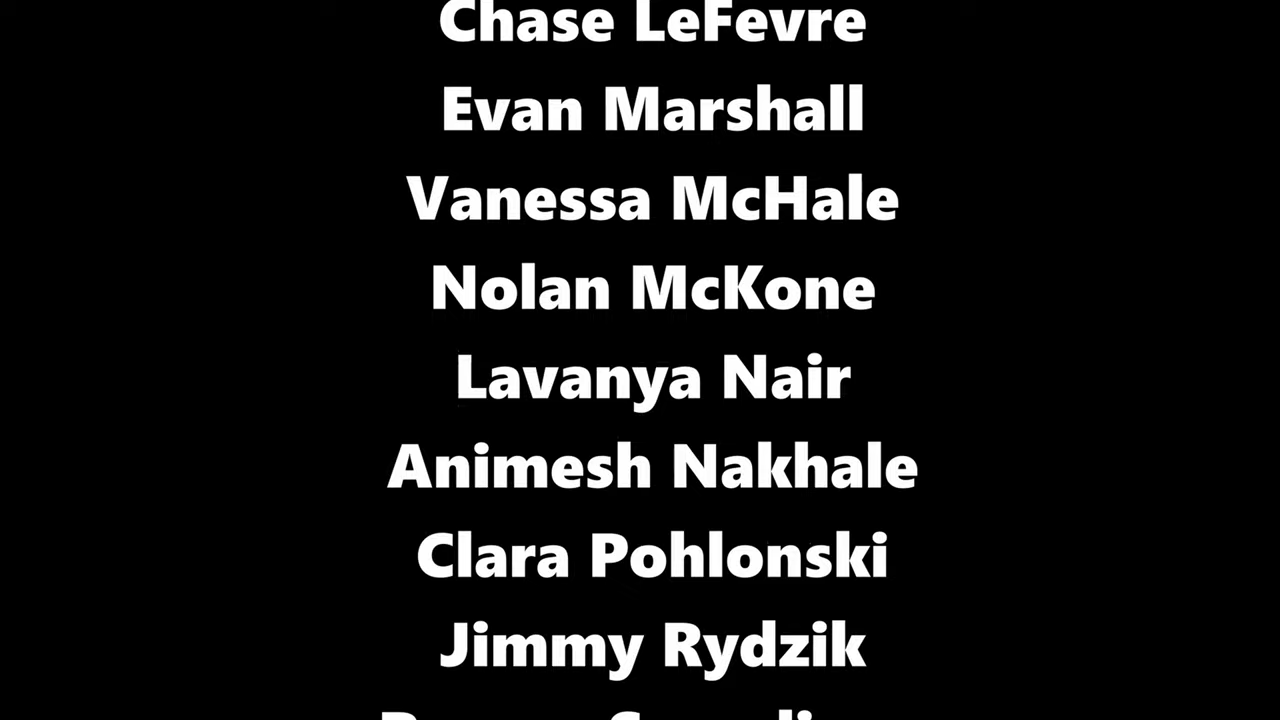 Chase LeFevre
Evan Marshall
Vanessa McHale
Nolan McKone
Lavanya Nair
Animesh Nakhale
Clara Pohlonski
Jimmy Rydzik